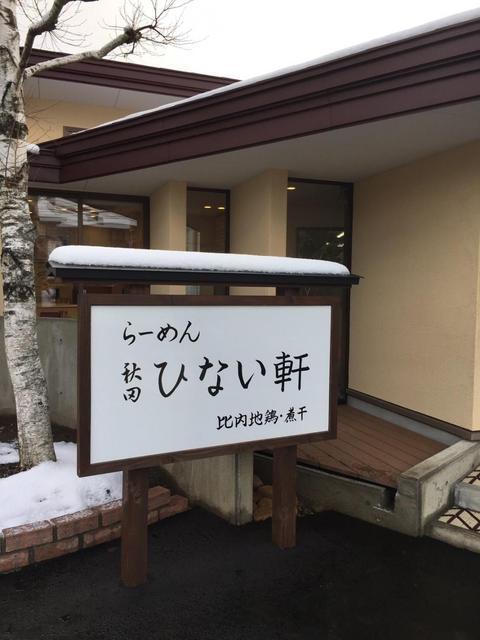 らーめん
秋田 ひない軒
比内地鶏・煮干